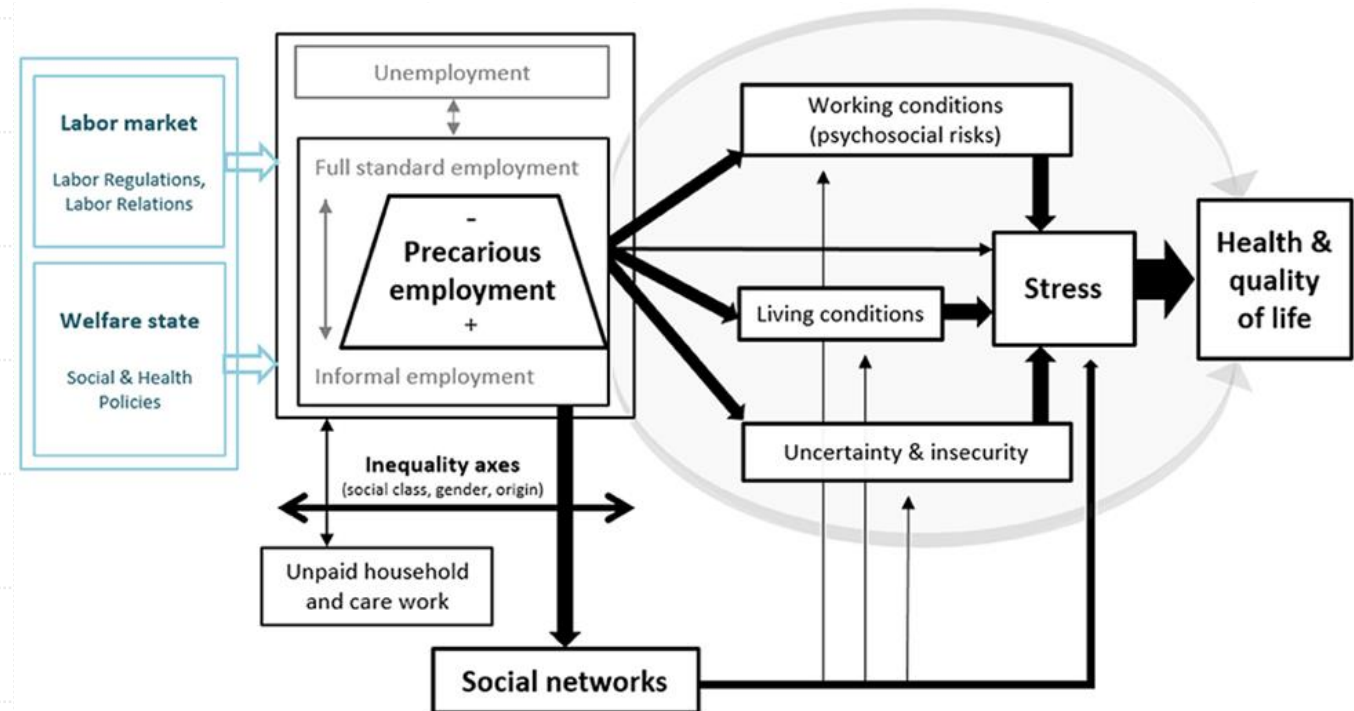 Labor market
Labor Regulations,
Labor Relations
Welfare state
Social & Health
Policies
Unemployment
Full standard employment
-
Precarious
employment
+
Informal employment
Inequality axes
(social class, gender, origin)
Unpaid household
and care work
Social networks
Working conditions
(psychosocial risks)
Living conditions
Uncertainty & insecurity
Stress
Health &
quality
of life